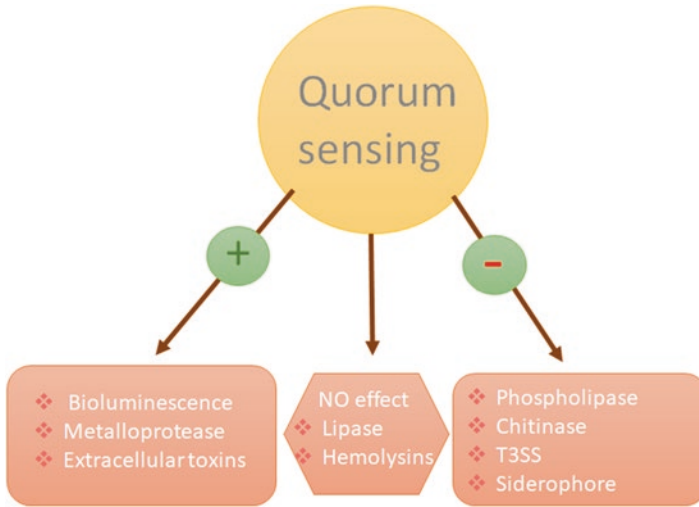 Quorum
sensing
+
-
Bioluminescence
Metalloprotease
Extracellular toxins
NO effect
Lipase
Hemolysins
Phospholipase
Chitinase
T3SS
Siderophore